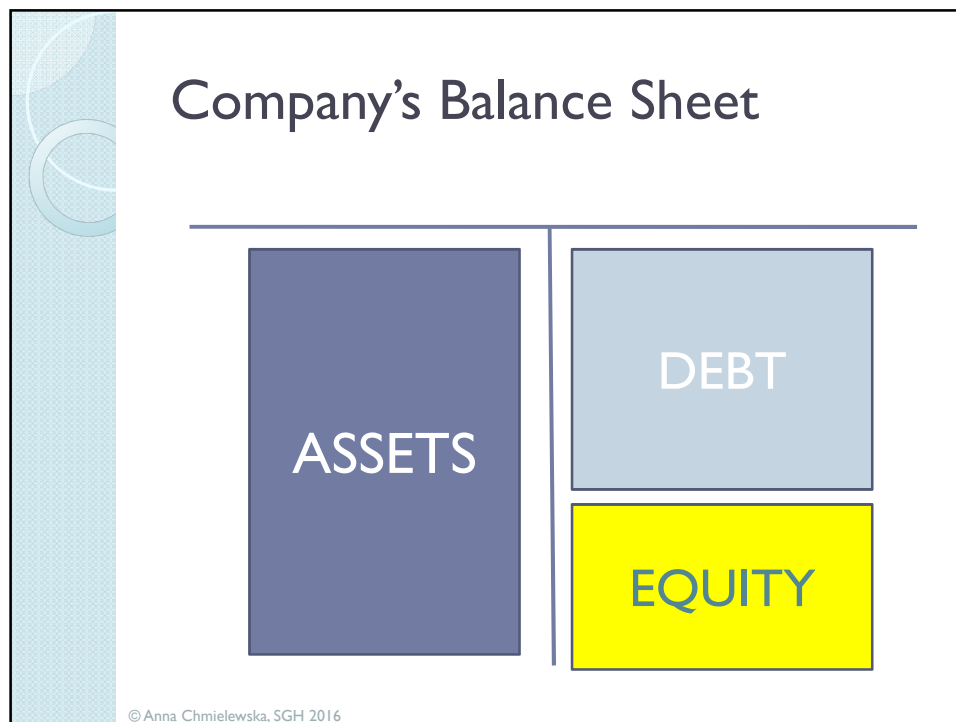 Company’s Balance Sheet
ASSETS
DEBT
EQUITY
© Anna Chmielewska, SGH 2016